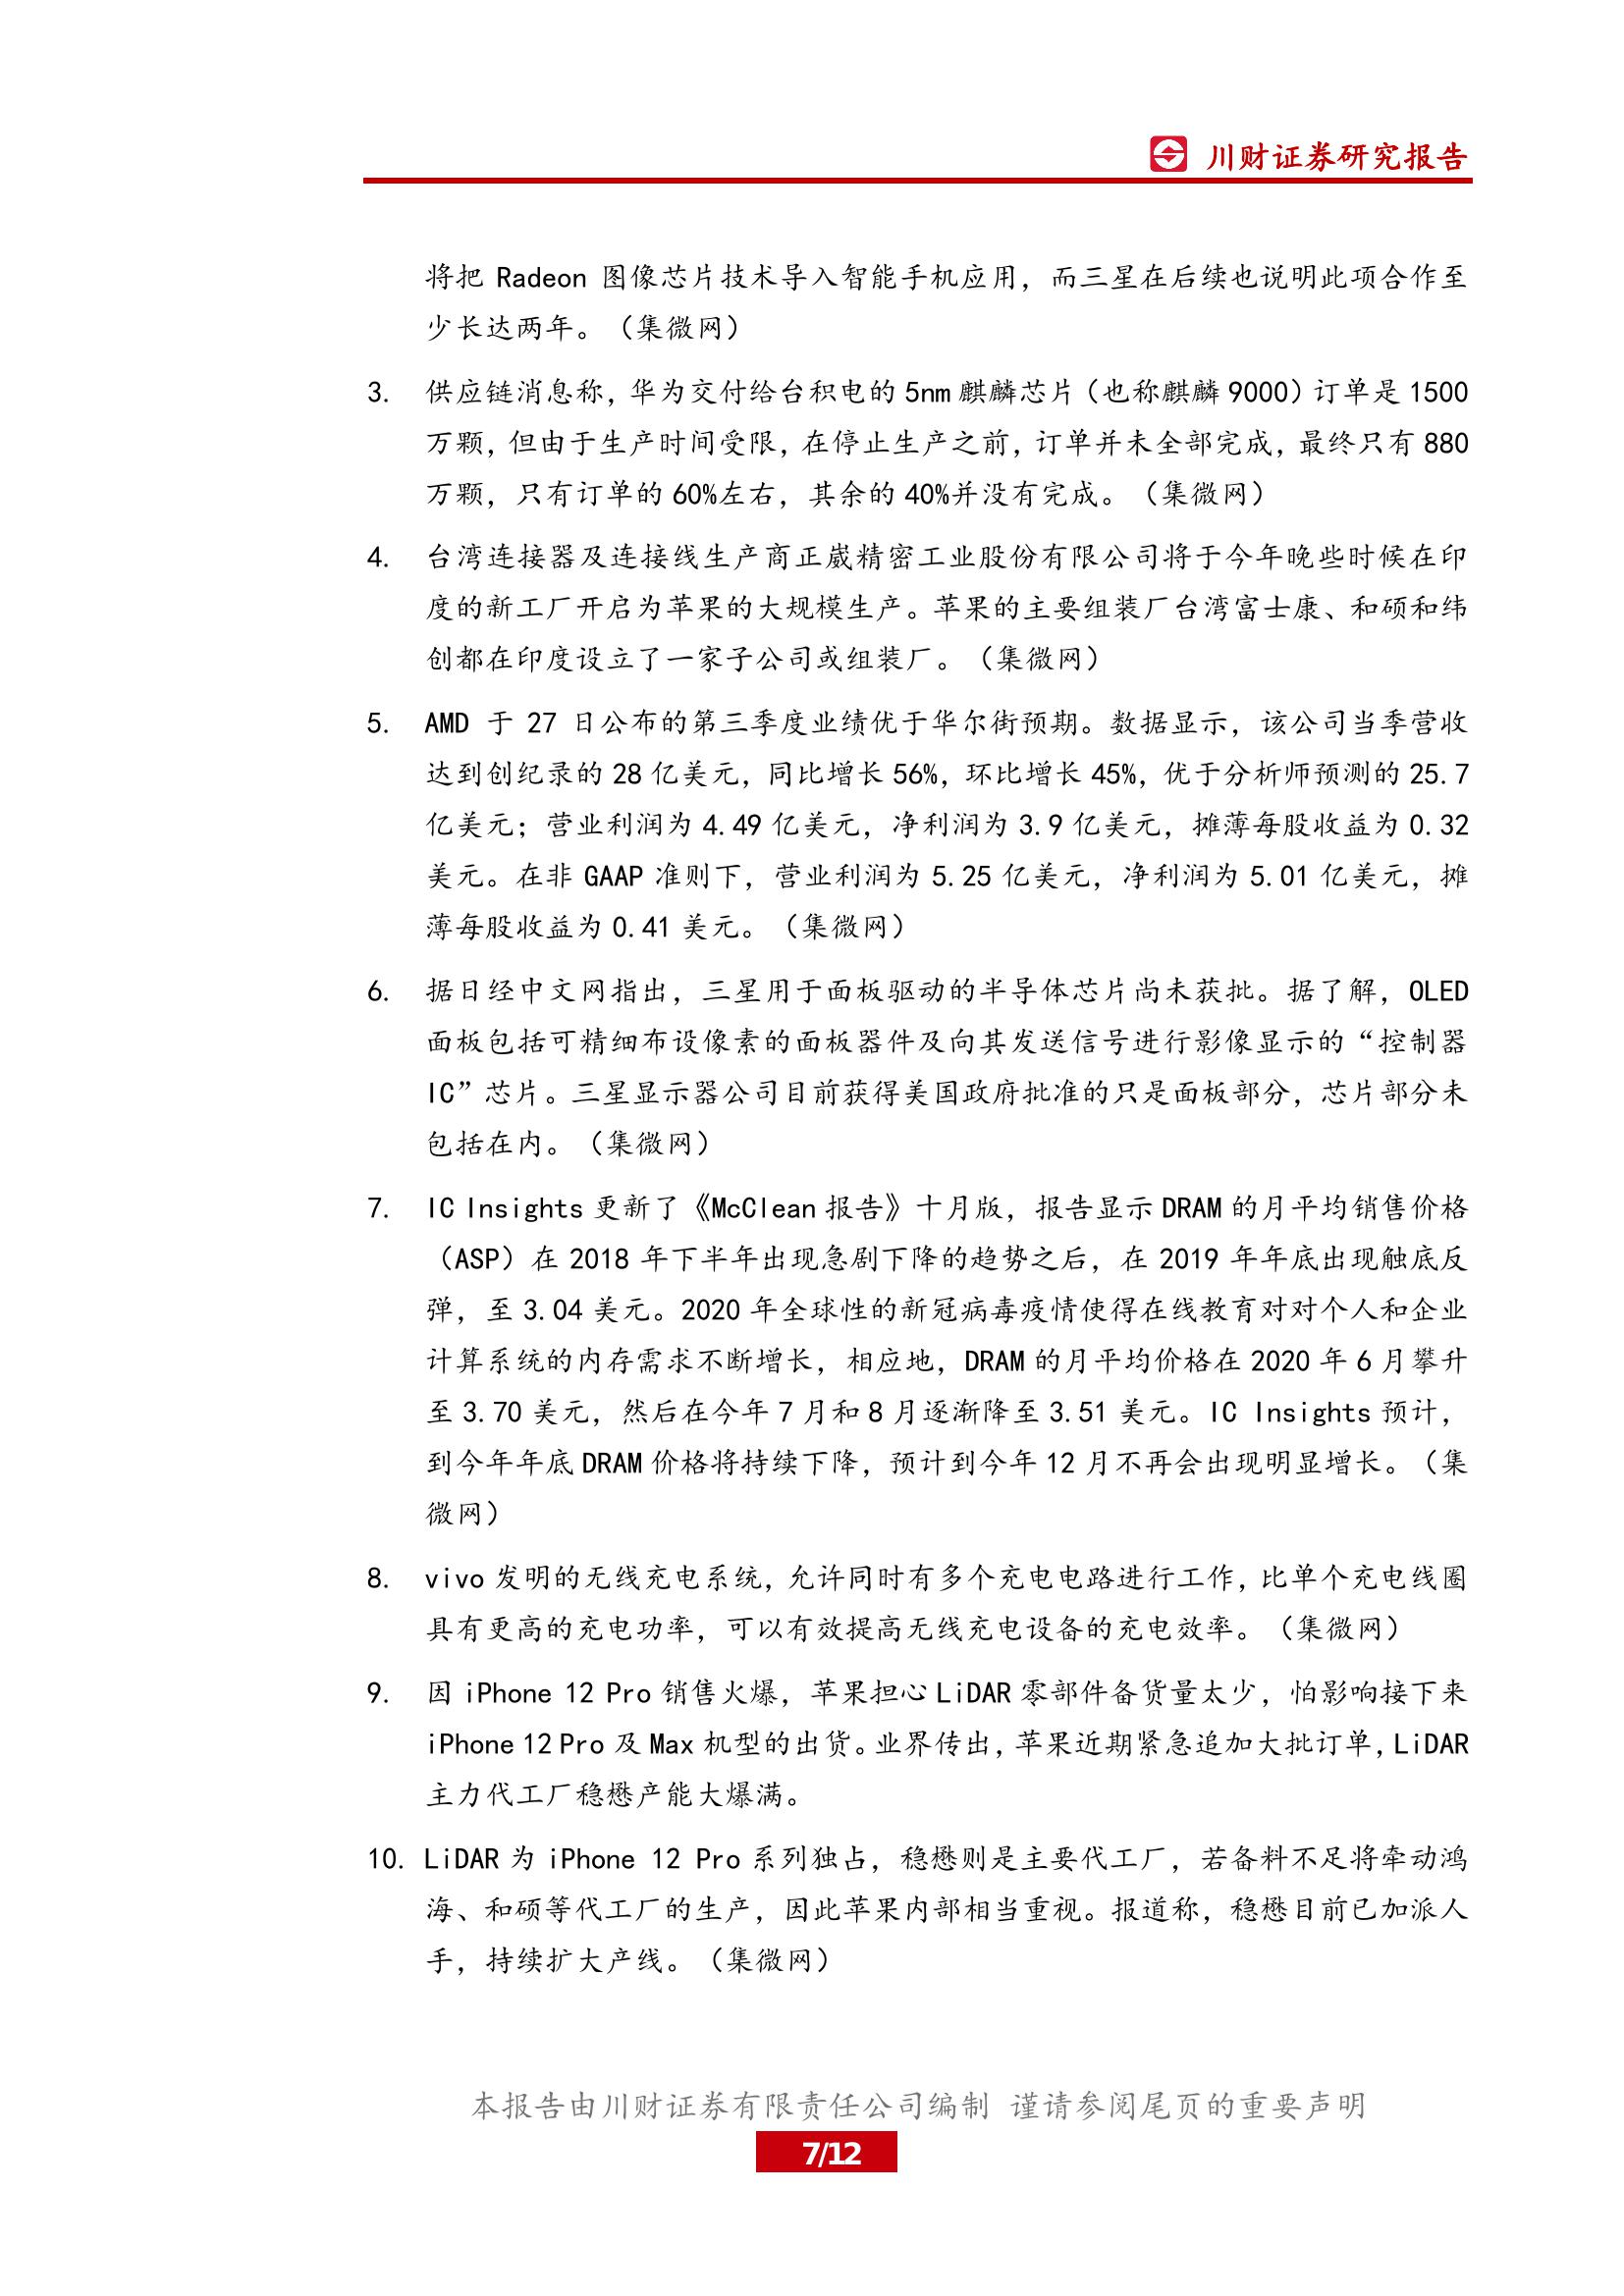 川财证券研究报告
将把 Radeon 图像芯片技术导入智能手机应用，而三星在后续也说明此项合作至
少长达两年。（集微网）
3. 供应链消息称，华为交付给台积电的 5nm 麒麟芯片（也称麒麟 9000）订单是 1500
万颗，但由于生产时间受限，在停止生产之前，订单并未全部完成，最终只有 880
万颗，只有订单的 60%左右，其余的 40%并没有完成。（集微网）
4. 台湾连接器及连接线生产商正崴精密工业股份有限公司将于今年晚些时候在印
度的新工厂开启为苹果的大规模生产。苹果的主要组装厂台湾富士康、和硕和纬
创都在印度设立了一家子公司或组装厂。（集微网）
5. AMD 于 27 日公布的第三季度业绩优于华尔街预期。数据显示，该公司当季营收
达到创纪录的 28 亿美元，同比增长 56%，环比增长 45%，优于分析师预测的 25.7
亿美元；营业利润为 4.49 亿美元，净利润为 3.9 亿美元，摊薄每股收益为 0.32
美元。在非 GAAP 准则下，营业利润为 5.25 亿美元，净利润为 5.01 亿美元，摊
薄每股收益为 0.41 美元。（集微网）
6. 据日经中文网指出，三星用于面板驱动的半导体芯片尚未获批。据了解，OLED
面板包括可精细布设像素的面板器件及向其发送信号进行影像显示的“控制器
IC”芯片。三星显示器公司目前获得美国政府批准的只是面板部分，芯片部分未
包括在内。（集微网）
7. IC Insights 更新了《McClean 报告》十月版，报告显示 DRAM 的月平均销售价格
（ASP）在 2018 年下半年出现急剧下降的趋势之后，在 2019 年年底出现触底反
弹，至 3.04 美元。2020 年全球性的新冠病毒疫情使得在线教育对对个人和企业
计算系统的内存需求不断增长，相应地，DRAM 的月平均价格在 2020 年 6 月攀升
至 3.70 美元，然后在今年 7 月和 8 月逐渐降至 3.51 美元。IC Insights 预计，
到今年年底 DRAM 价格将持续下降，预计到今年 12 月不再会出现明显增长。（集
微网）
8. vivo 发明的无线充电系统，允许同时有多个充电电路进行工作，比单个充电线圈
具有更高的充电功率，可以有效提高无线充电设备的充电效率。（集微网）
9. 因 iPhone 12 Pro 销售火爆，苹果担心 LiDAR 零部件备货量太少，怕影响接下来
iPhone 12 Pro 及 Max 机型的出货。业界传出，苹果近期紧急追加大批订单，LiDAR
主力代工厂稳懋产能大爆满。
10. LiDAR 为 iPhone 12 Pro 系列独占，稳懋则是主要代工厂，若备料不足将牵动鸿
海、和硕等代工厂的生产，因此苹果内部相当重视。报道称，稳懋目前已加派人
手，持续扩大产线。（集微网）
本报告由川财证券有限责任公司编制 谨请参阅尾页的重要声明
7/12